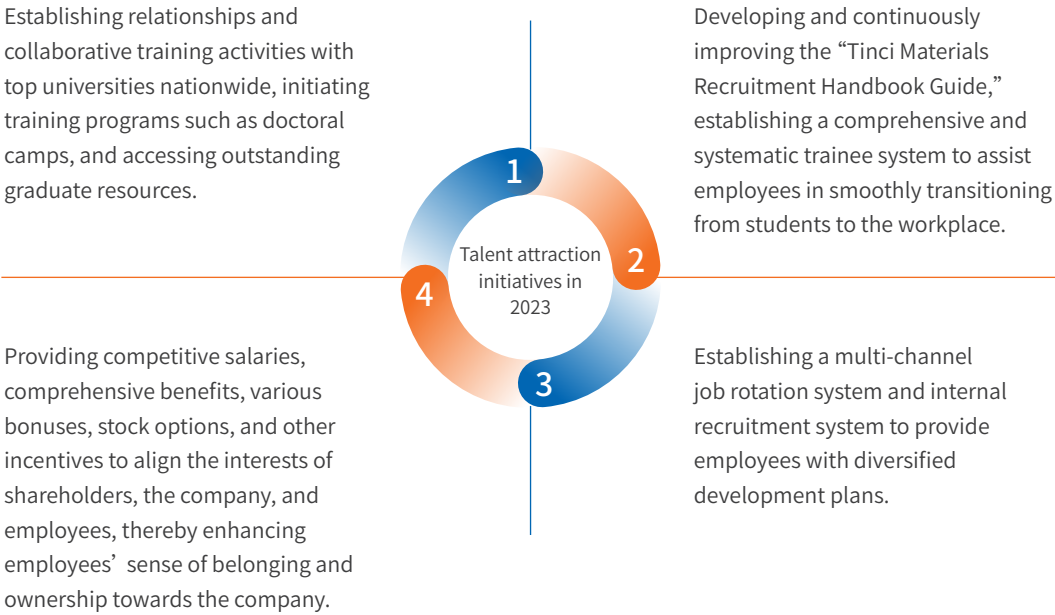 Establishing relationships and
collaborative training activities with
top universities nationwide, initiating
training programs such as doctoral
camps, and accessing outstanding
graduate resources.
1
Developing and continuously
improving the “Tinci Materials
Recruitment Handbook Guide,”
establishing a comprehensive and
systematic trainee system to assist
employees in smoothly transitioning
from students to the workplace.
2
Talent attraction
initiatives in
2023
3
Establishing a multi-channel
job rotation system and internal
recruitment system to provide
employees with diversified
development plans.
4
Providing competitive salaries,
comprehensive benefits, various
bonuses, stock options, and other
incentives to align the interests of
shareholders, the company, and
employees, thereby enhancing
employees’ sense of belonging and
ownership towards the company.